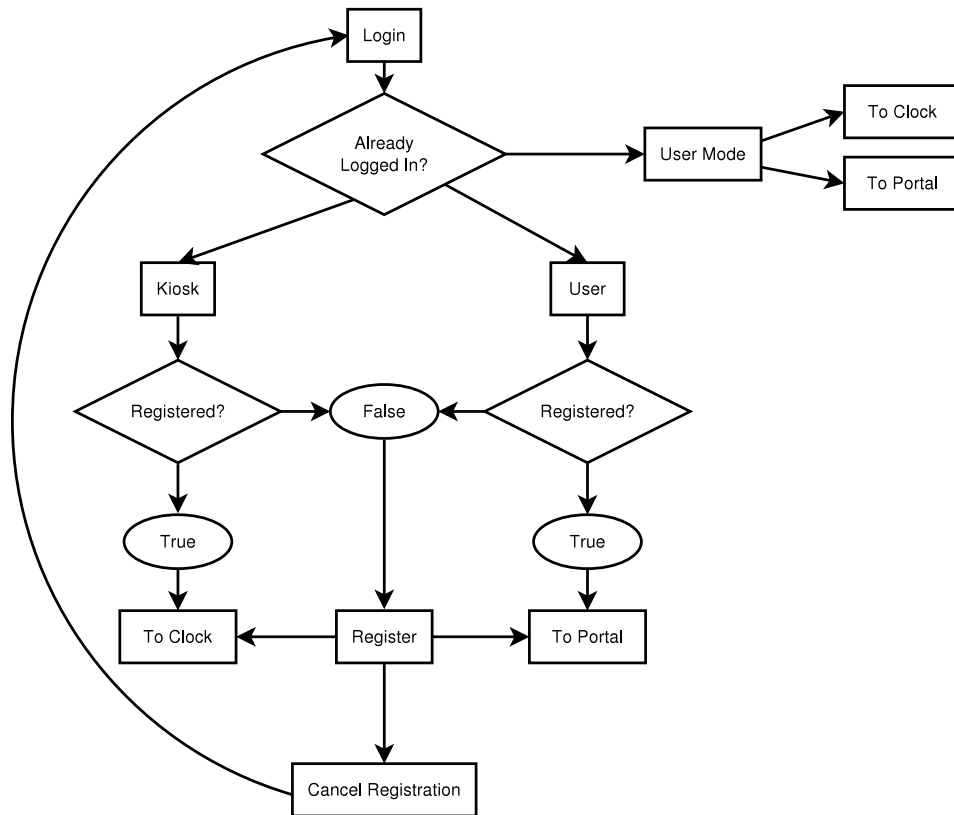 Login
Already
Logged In?
User Mode
To Clock
To Portal
Kiosk
User
Registered?
False
Registered?
True
True
To Clock
Register
To Portal
Cancel Registration